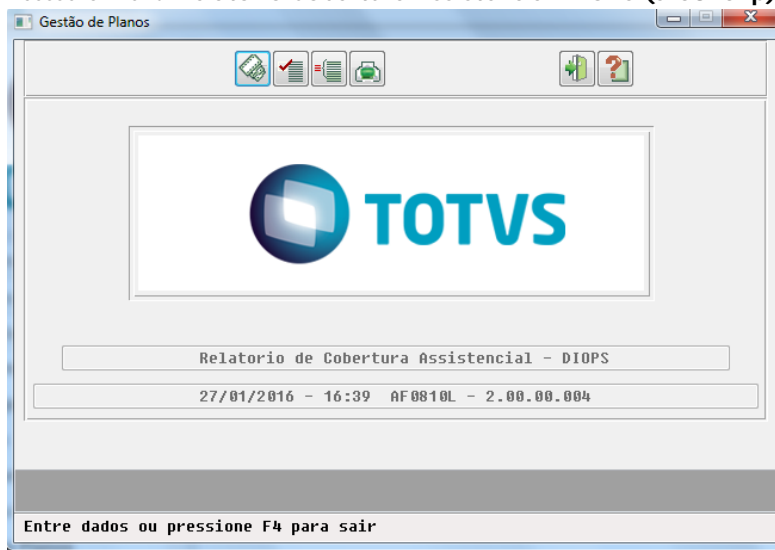 Gestão de Planos
TOTVS
Relatorio de Cobertura Assistencial - DIOPS
27/01/2016 - 16:39 AF0810L - 2.00.00.004
Entre dados ou pressione F4 para sair